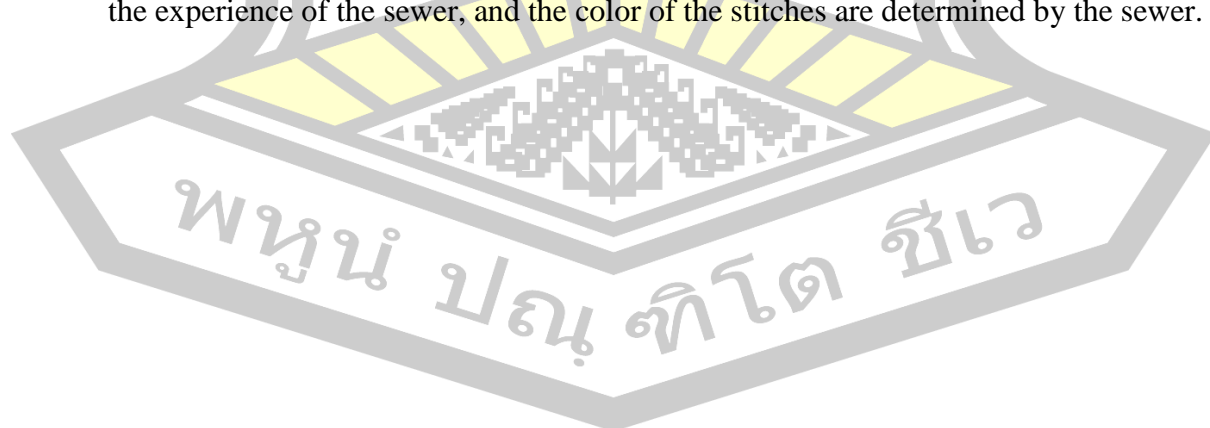 the experience of the sewer, and the color of the stitches are determined by the sewer.
พหูนํ ปณฺฑิโต ชีเว